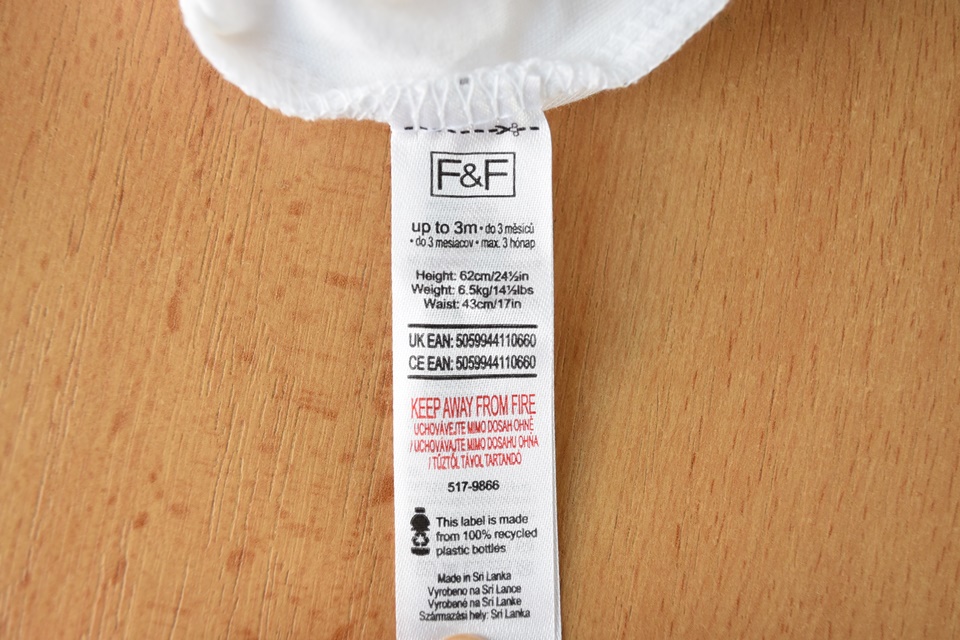 F&F
up to 3m • do 3 měsíců
• do 3 mesiacov • max. 3 hónap
Height: 62cm/24½in
Weight: 6.5kg/14½lbs
Waist: 43cm/17in
UK EAN: 5059944110660
CE EAN: 5059944110660
KEEP AWAY FROM FIRE
UCHOVÁVEJTE MIMO DOSAH OHNĚ
/ UCHOVÁVAJTE MIMO DOSAHU OHŇA
/ TŰZTŐL TÁVOL TARTANDÓ
517-9866
This label is made
from 100% recycled
plastic bottles
Made in Sri Lanka
Vyrobeno na Srí Lance
Vyrobené na Srí Lanke
Származási hely: Srí Lanka